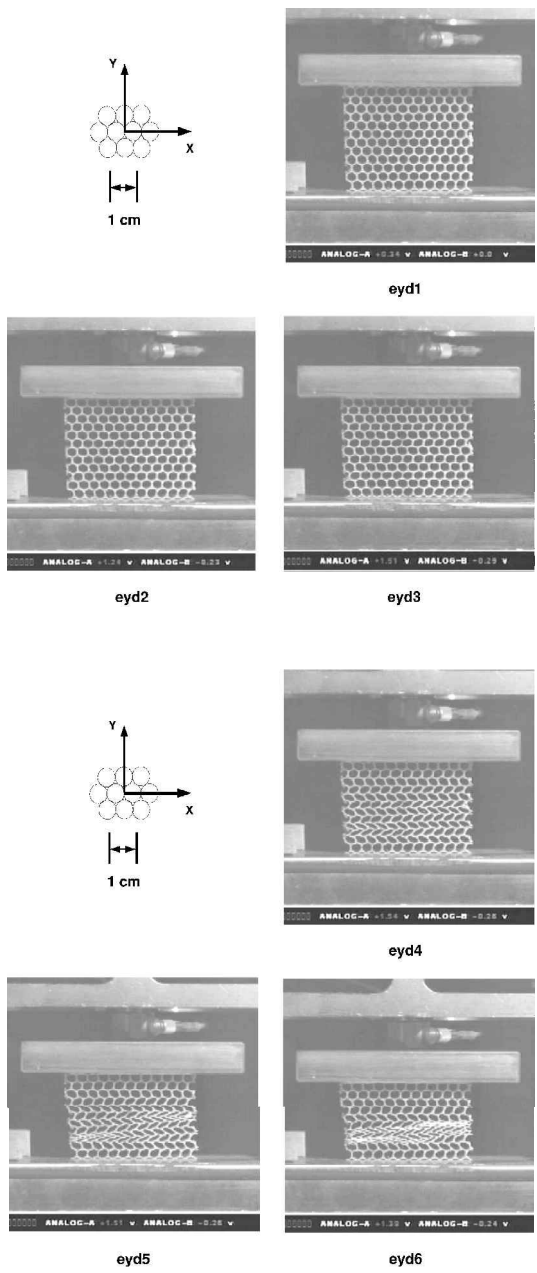 Y
X
1 cm
ANALOG-A +0.34 v ANALOG-B +0.0 v
eyd1
ANALOG-A +1.24 v ANALOG-B -0.23 v
ANALOG-A +1.51 v ANALOG-B -0.29 v
eyd2
eyd3
Y
X
1 cm
ANALOG-A +1.54 v ANALOG-B -0.28 v
eyd4
ANALOG-A +1.51 v ANALOG-B -0.28 v
ANALOG-A +1.39 v ANALOG-B -0.24 v
eyd5
eyd6